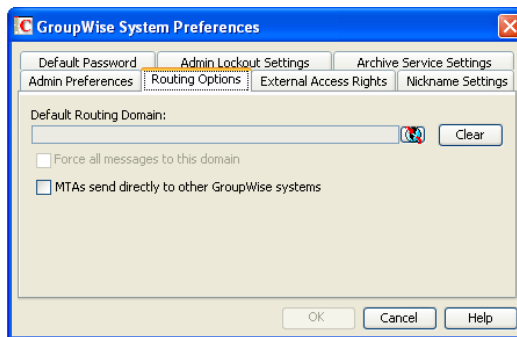 GroupWise System Preferences
Default Password Admin Lockout Settings Archive Service Settings
Admin Preferences Routing Options External Access Rights Nickname Settings
Default Routing Domain:
Clear
Force all messages to this domain
MTAs send directly to other GroupWise systems
OK Cancel Help